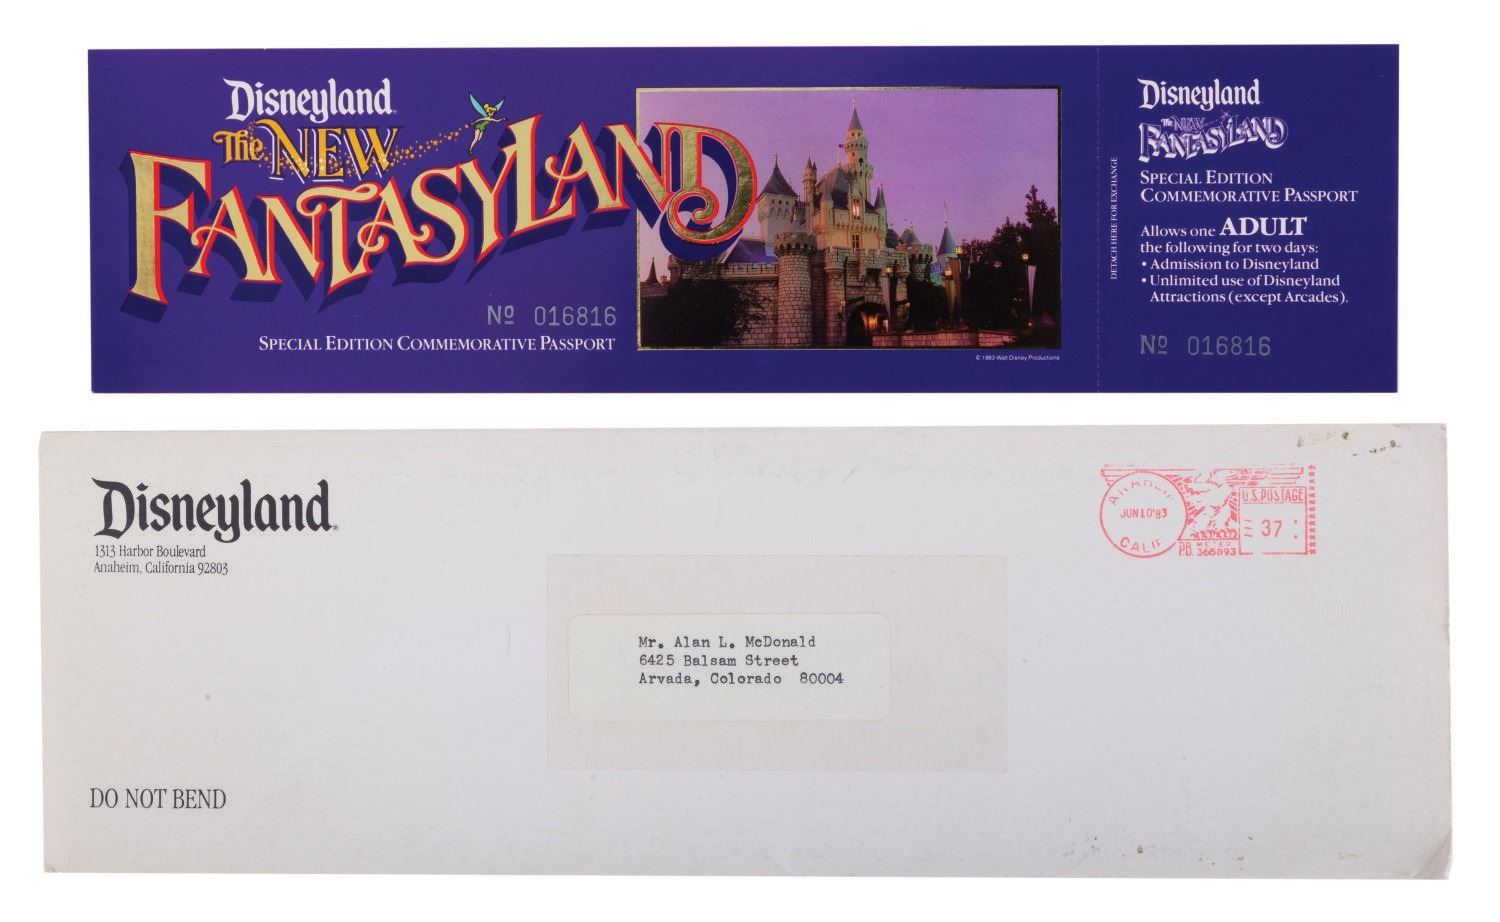 Disneyland
The NEW
FANTASYLAND
Nº 016816
SPECIAL EDITION COMMEMORATIVE PASSPORT
© 1983 Walt Disney Productions
DETACH HERE FOR EXCHANGE
Disneyland
The NEW
FANTASYLAND
SPECIAL EDITION
COMMEMORATIVE PASSPORT
Allows one ADULT
the following for two days:
• Admission to Disneyland
• Unlimited use of Disneyland
Attractions (except Arcades).
Nº 016816
Disneyland
1313 Harbor Boulevard
Anaheim, California 92803
ANAHEIM
JUN10'83
CALIF
U.S. POSTAGE
37
P.B. METER
366893
Mr. Alan L. McDonald
6425 Balsam Street
Arvada, Colorado 80004
DO NOT BEND